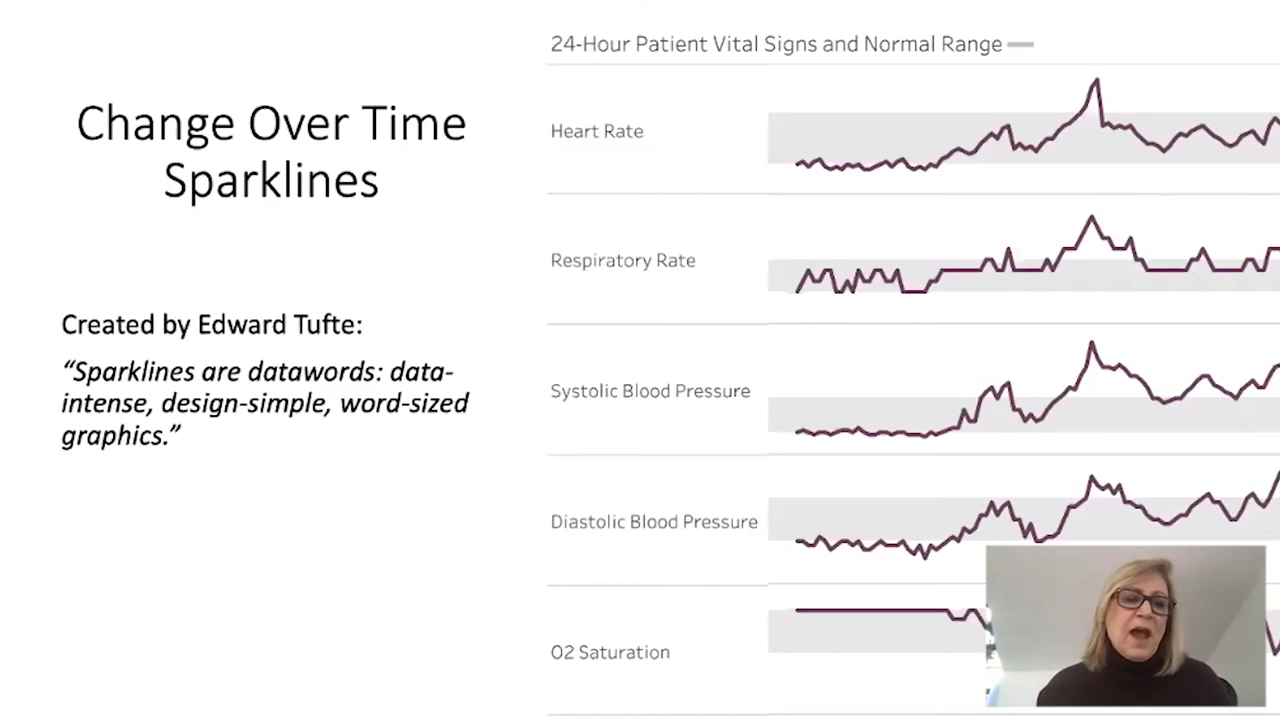 Change Over Time
Sparklines
Created by Edward Tufte:
“Sparklines are datawords: data-
intense, design-simple, word-sized
graphics.”
24-Hour Patient Vital Signs and Normal Range
Heart Rate
Respiratory Rate
Systolic Blood Pressure
Diastolic Blood Pressure
O2 Saturation